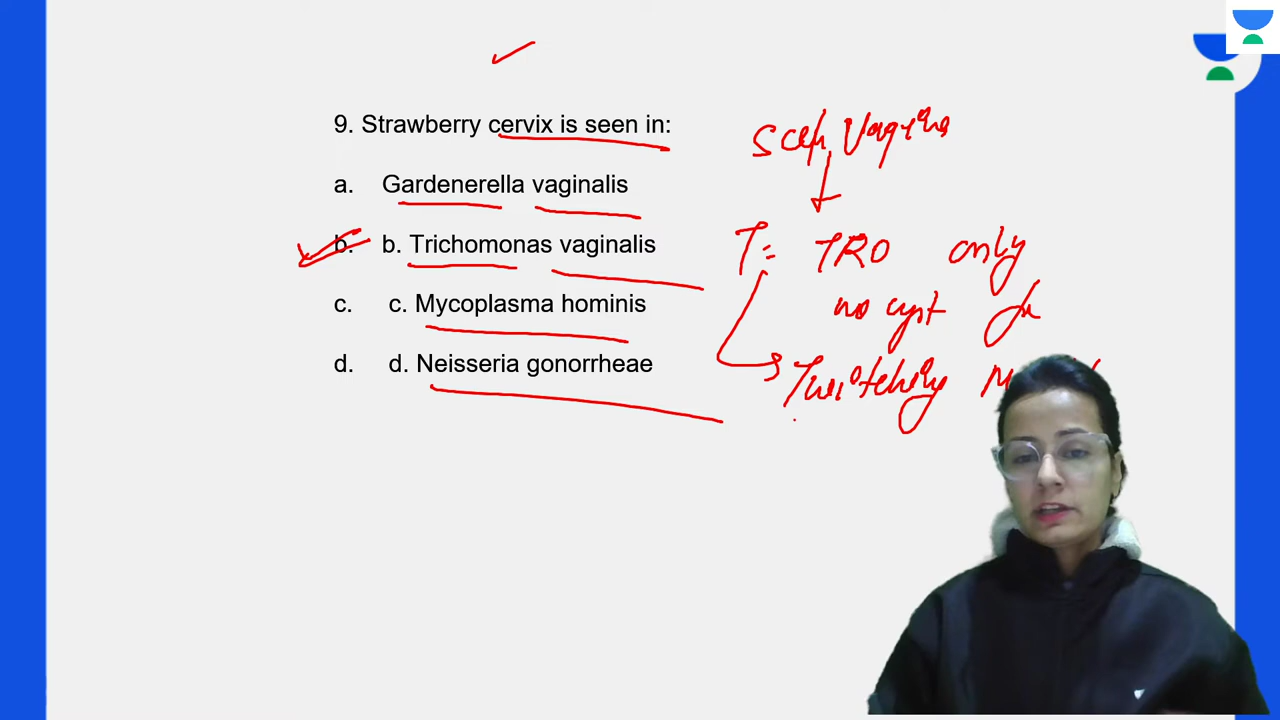 9. Strawberry cervix is seen in:
a. Gardenerella vaginalis
b. b. Trichomonas vaginalis
c. c. Mycoplasma hominis
d. d. Neisseria gonorrheae
T = TRO only
no cyst